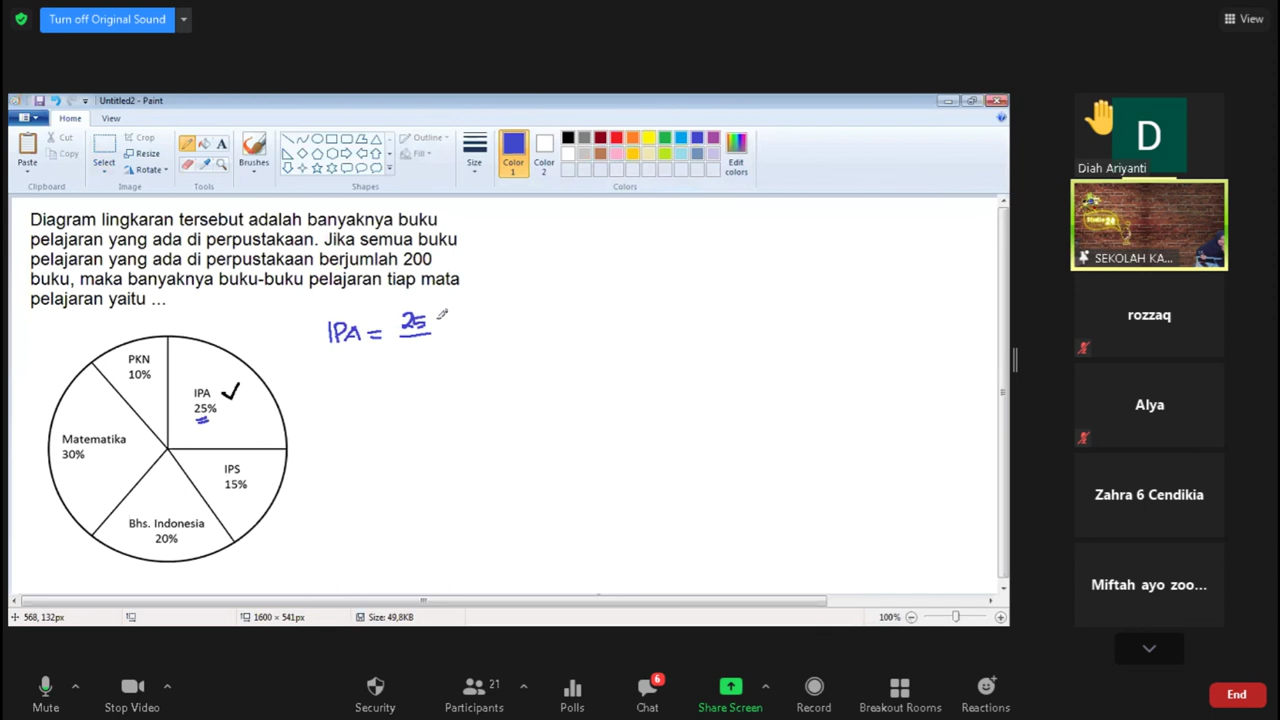 Turn off Original Sound
View
Untitled2 - Paint
Home
View
Paste
Cut
Copy
Clipboard
Select
Crop
Resize
Rotate
Image
A
Tools
Brushes
Outline
Fill
Shapes
Size
Color 1
Color 2
Edit colors
Colors
Diagram lingkaran tersebut adalah banyaknya buku
pelajaran yang ada di perpustakaan. Jika semua buku
pelajaran yang ada di perpustakaan berjumlah 200
buku, maka banyaknya buku-buku pelajaran tiap mata
pelajaran yaitu ...
IPA = 25
PKN
10%
IPA
25%
Matematika
30%
IPS
15%
Bhs. Indonesia
20%
568, 132px
1600 × 541px
Size: 49,8KB
100%
D
Diah Ariyanti
Studio 24
SEKOLAH KA...
rozzaq
Alya
Zahra 6 Cendikia
Miftah ayo zoo...
Mute
Stop Video
Security
21
Participants
Polls
6
Chat
Share Screen
Record
Breakout Rooms
Reactions
End